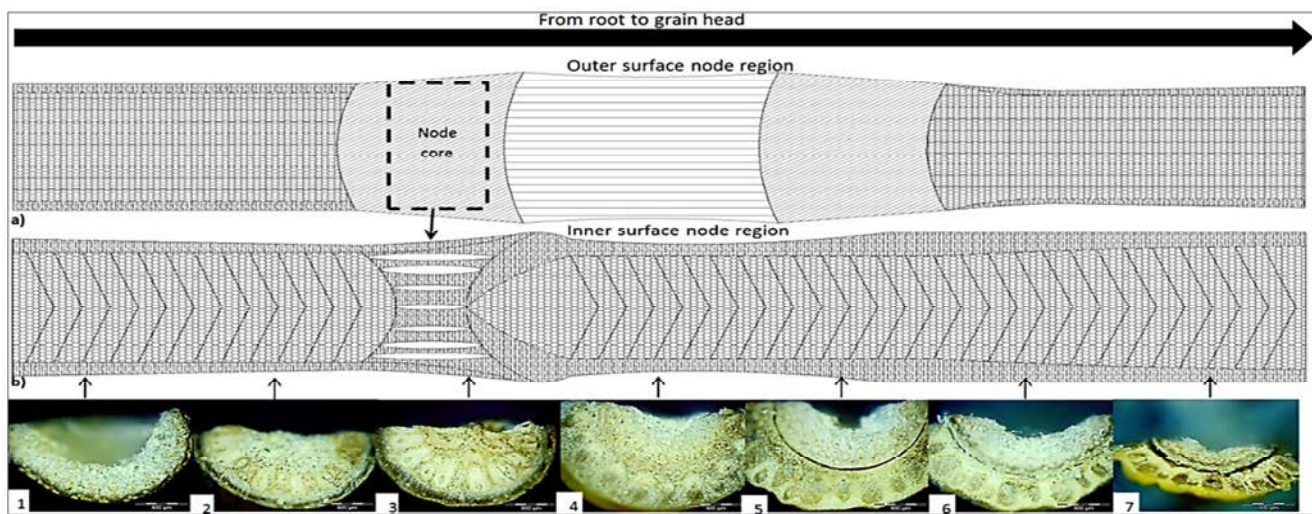 From root to grain head
Outer surface node region
Node
core
a)
Inner surface node region
b)
1
2
3
4
5
6
7